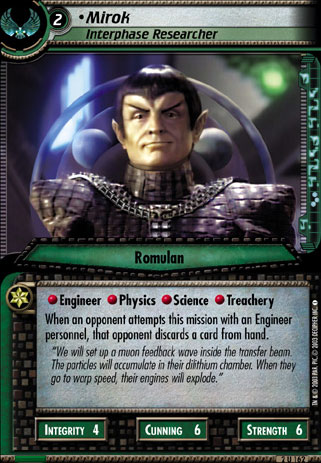 2 •Mirok
Interphase Researcher
Romulan
Engineer Physics Science Treachery
When an opponent attempts this mission with an Engineer
personnel, that opponent discards a card from hand.
"We will set up a muon feedback wave inside the transfer beam.
The particles will accumulate in their dilithium chamber. When they
go to warp speed, their engines will explode."
INTEGRITY 4 CUNNING 6 STRENGTH 6
2 U 162